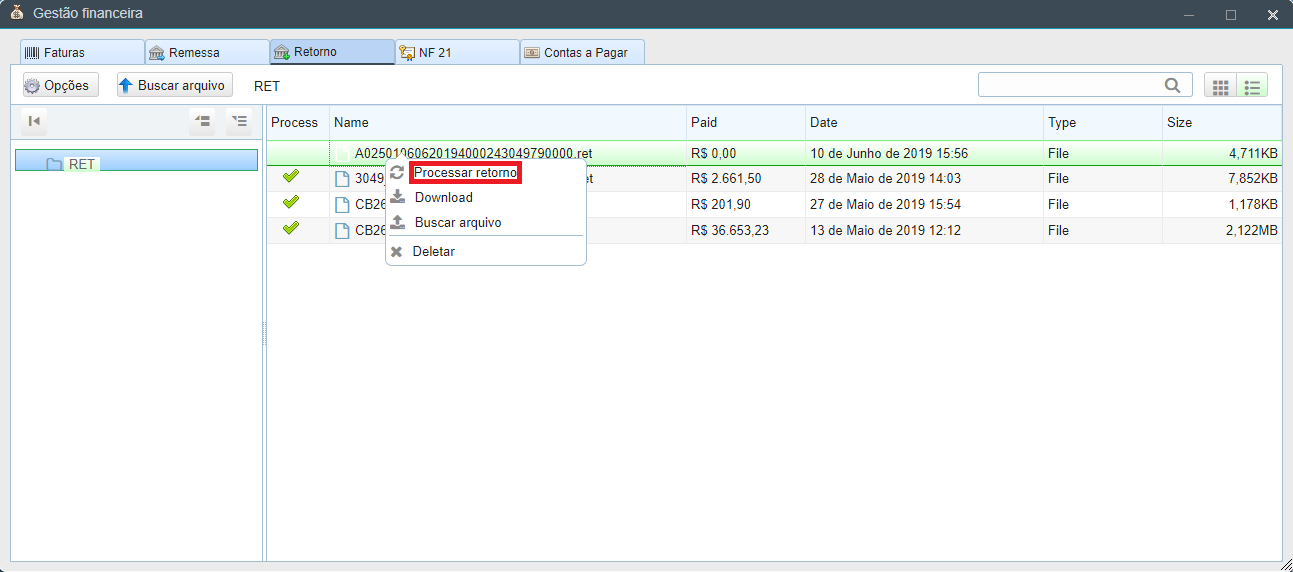 Gestão financeira
Faturas Remessa Retorno NF 21 Contas a Pagar
Opções Buscar arquivo RET
Process Name Paid Date Type Size
RET
A02501060620194000243049790000.ret R$ 0,00 10 de Junho de 2019 15:56 File 4,711KB
Processar retorno
3049 R$ 2.661,50 28 de Maio de 2019 14:03 File 7,852KB
Download
CB26 R$ 201,90 27 de Maio de 2019 15:54 File 1,178KB
Buscar arquivo
CB26 R$ 36.653,23 13 de Maio de 2019 12:12 File 2,122MB
Deletar